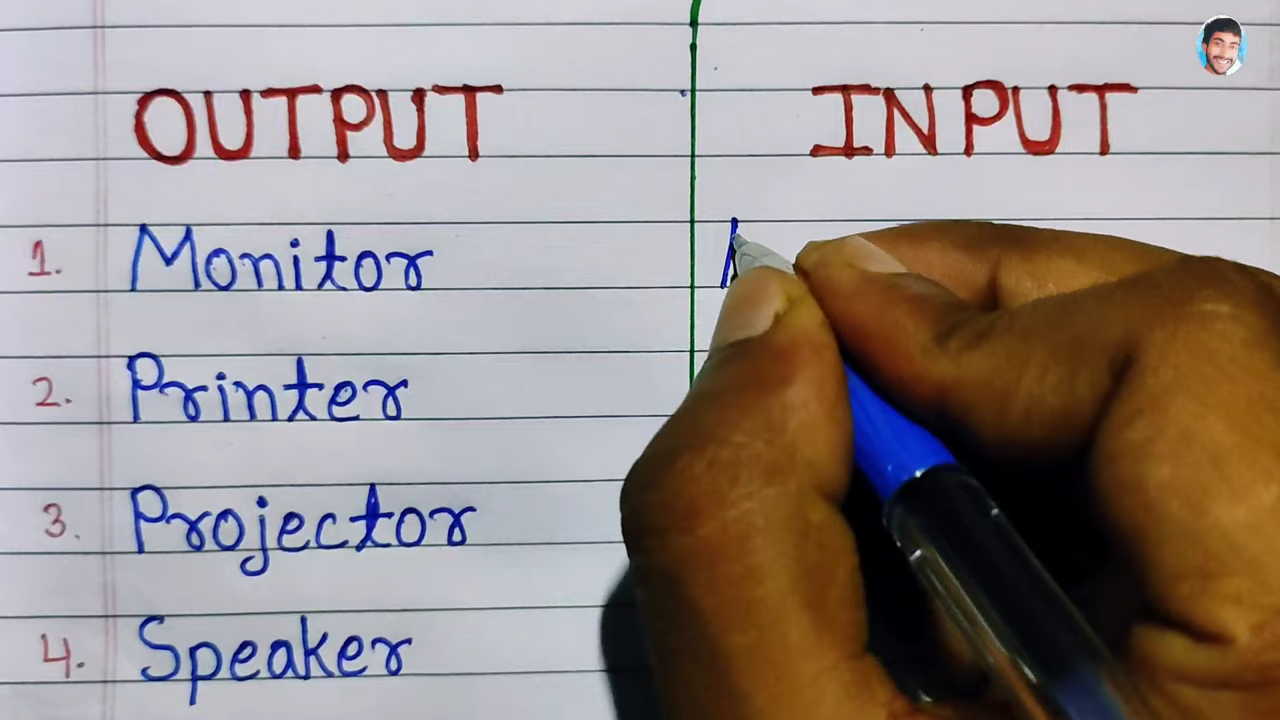 OUTPUT INPUT
1. Monitor
2. Printer
3. Projector
4. Speaker